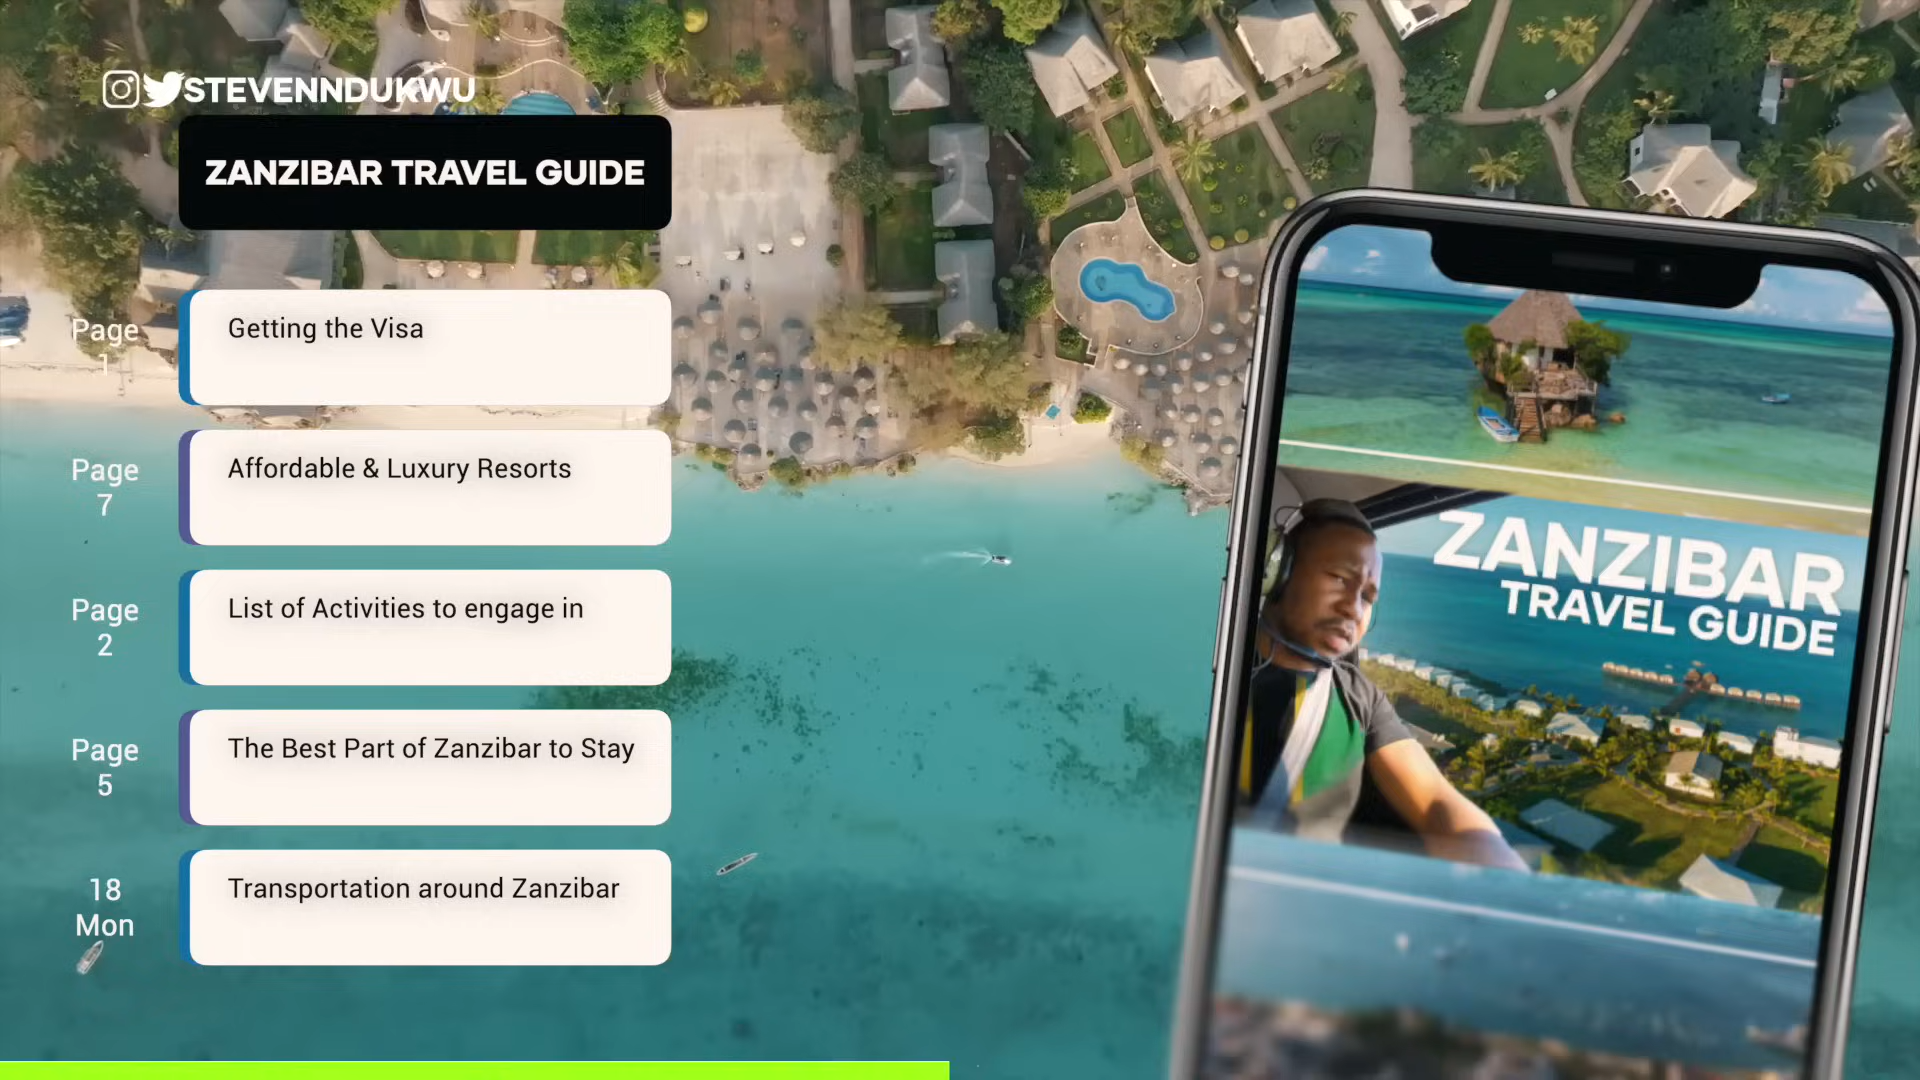 STEVENNDUKWU
ZANZIBAR TRAVEL GUIDE
Page
1
Getting the Visa
Page
7
Affordable & Luxury Resorts
Page
2
List of Activities to engage in
Page
5
The Best Part of Zanzibar to Stay
18
Mon
Transportation around Zanzibar
ZANZIBAR
TRAVEL GUIDE